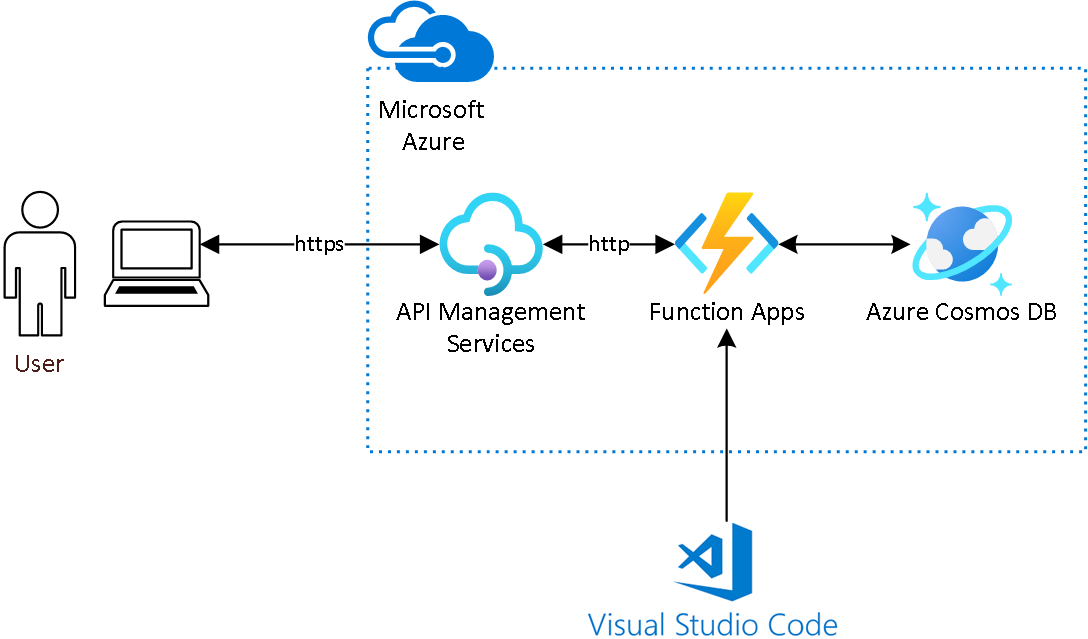 Microsoft
Azure
https
http
API Management
Services
Function Apps
Azure Cosmos DB
User
Visual Studio Code